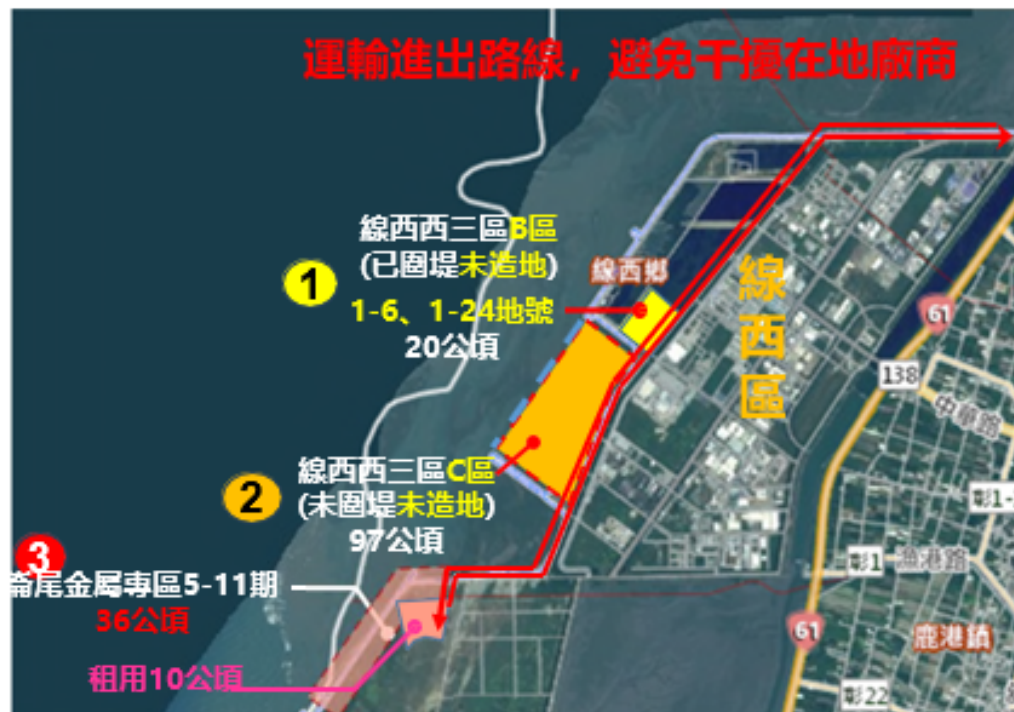 運輸進出路線，避免干擾在地廠商
線西西三區B區
(已圍堤未造地)
1
線西鄉
1-6、1-24地號
20公頃
線西區
61
138
中華路
線西西三區C區
2
(未圍堤未造地)
97公頃
彰1-
3
彰1
漁港路
崙尾金屬專區5-11期
36公頃
61
鹿港鎮
租用10公頃
彰22